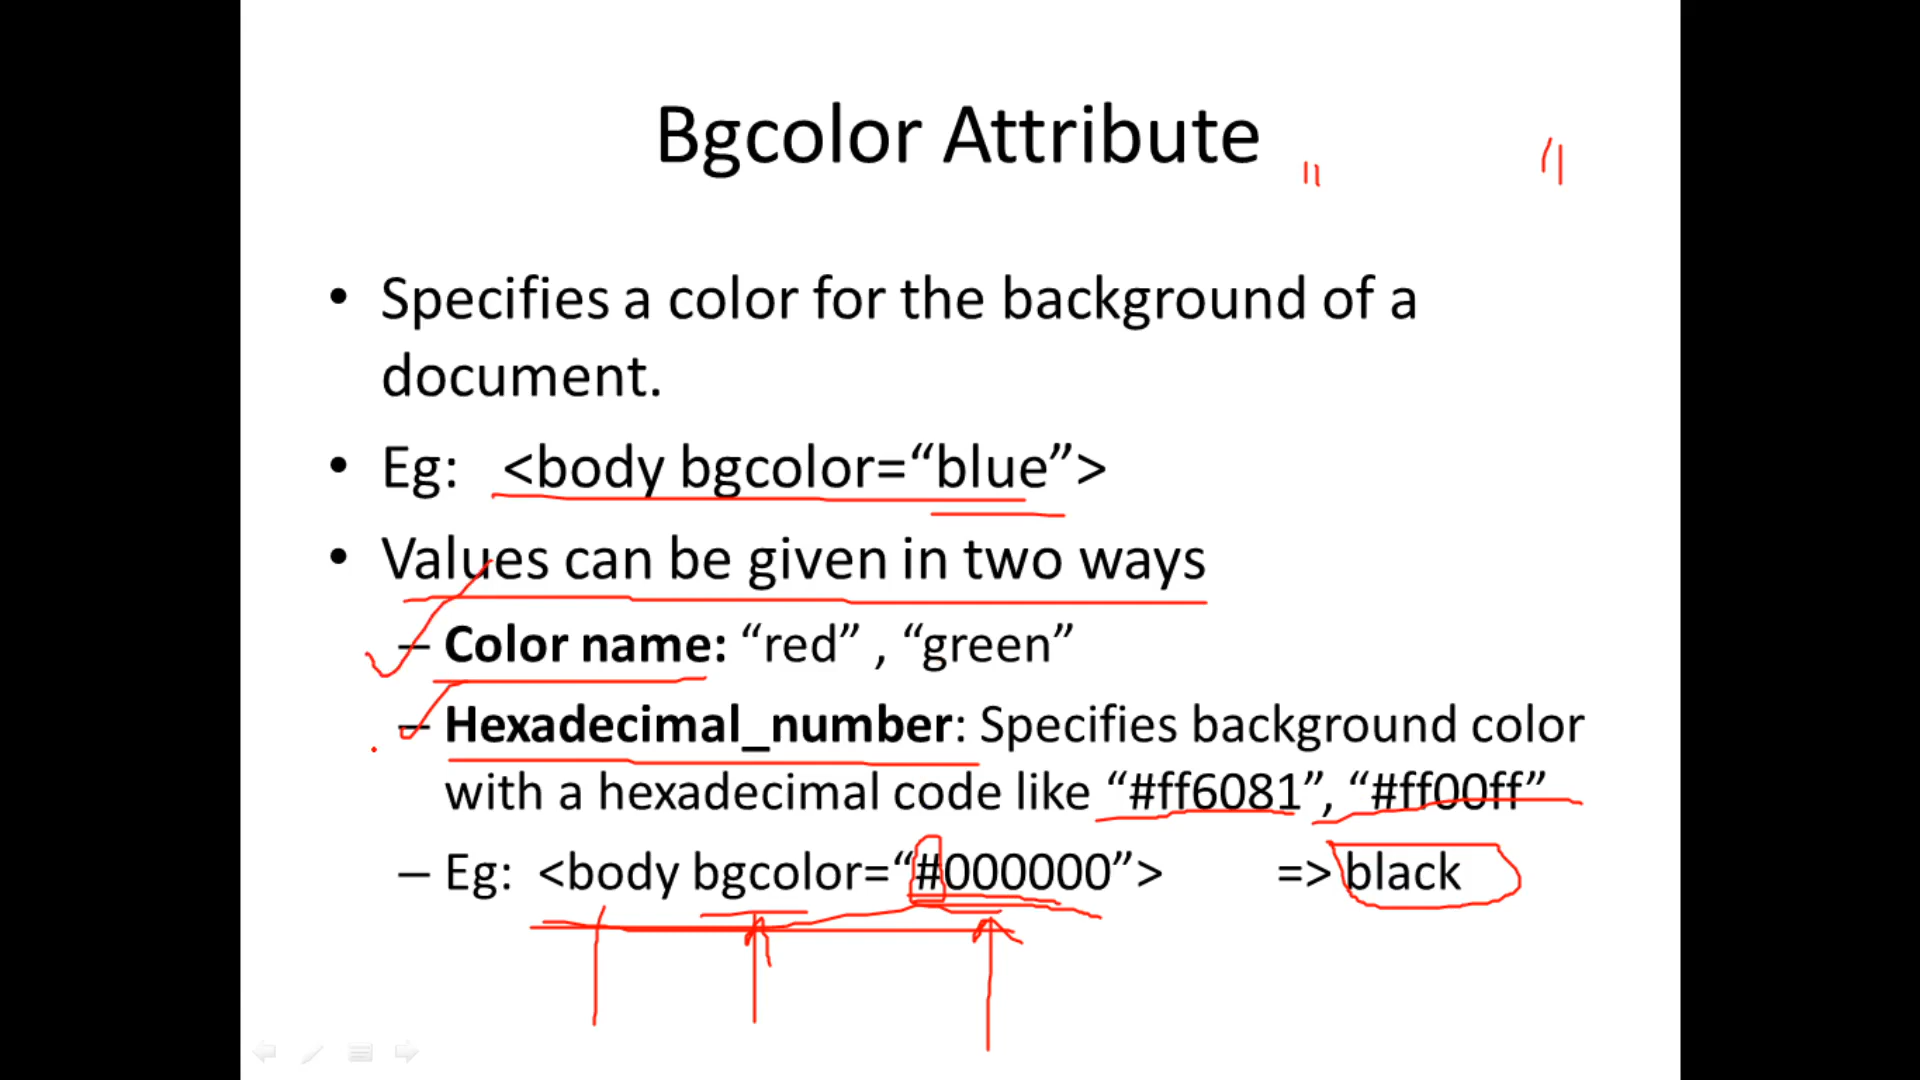 Bgcolor Attribute
• Specifies a color for the background of a
document.
• Eg: <body bgcolor=“blue”>
• Values can be given in two ways
– Color name: “red” , “green”
– Hexadecimal_number: Specifies background color
with a hexadecimal code like “#ff6081”, “#ff00ff”
– Eg: <body bgcolor=“#000000”> => black